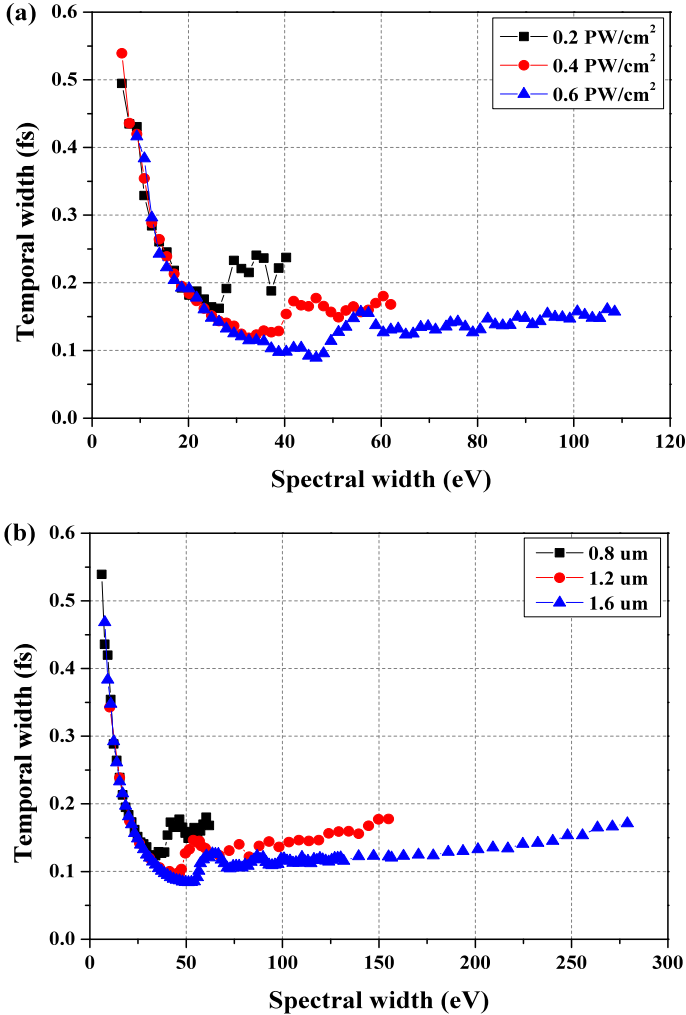 (a)
0.6
0.5
0.4
0.3
0.2
0.1
0.0
Temporal width (fs)
0.2 PW/cm²
0.4 PW/cm²
0.6 PW/cm²
0
20
40
60
80
100
120
Spectral width (eV)
(b)
0.6
0.5
0.4
0.3
0.2
0.1
0.0
Temporal width (fs)
0.8 um
1.2 um
1.6 um
0
50
100
150
200
250
300
Spectral width (eV)